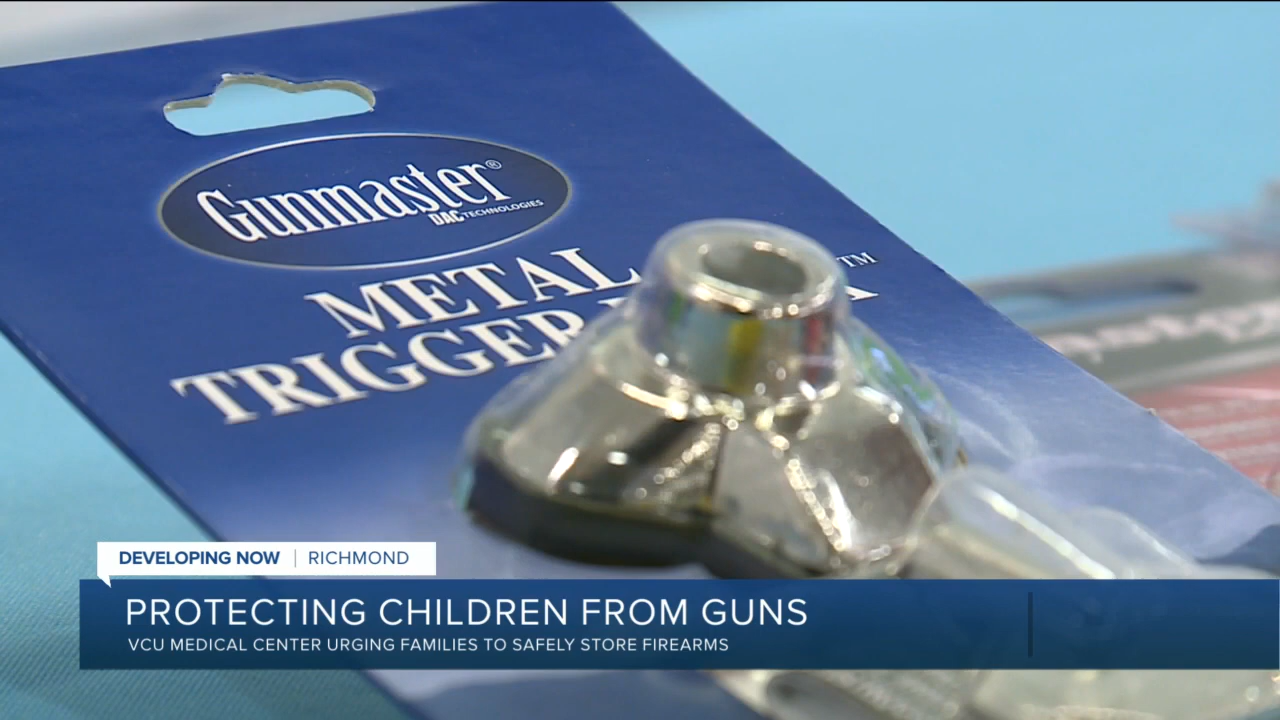 Gunmaster®
DAC TECHNOLOGIES
METAL
TRIGGER ™
DEVELOPING NOW | RICHMOND
PROTECTING CHILDREN FROM GUNS
VCU MEDICAL CENTER URGING FAMILIES TO SAFELY STORE FIREARMS